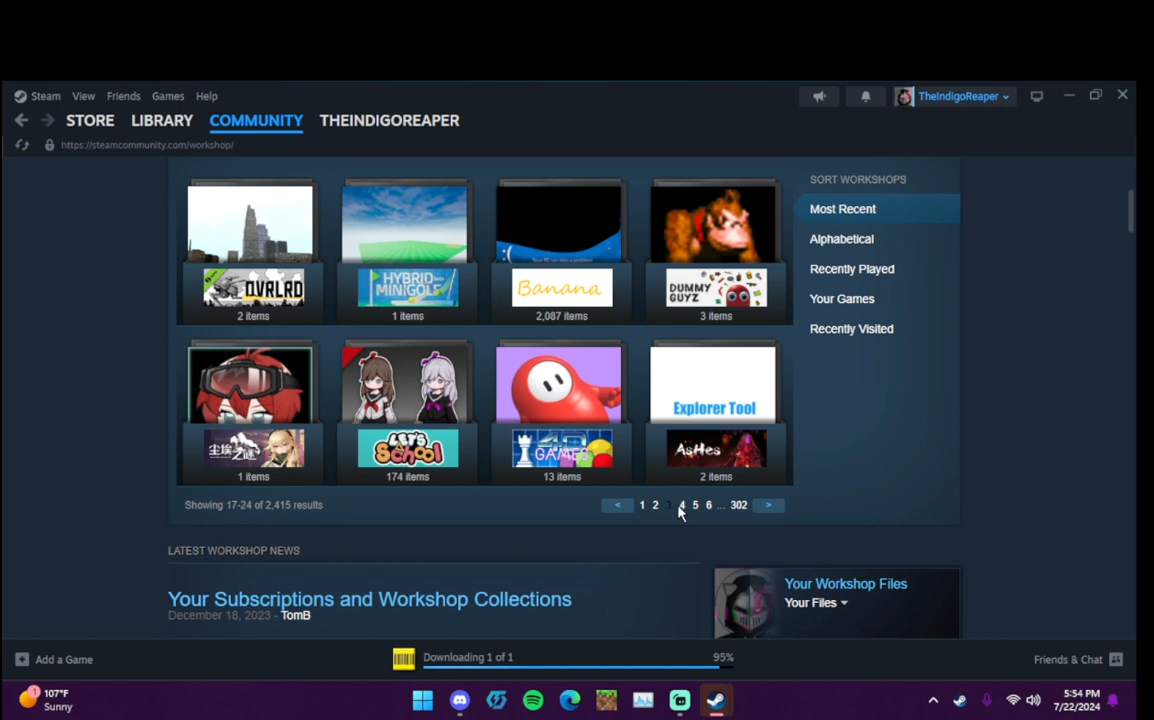 Steam View Friends Games Help TheIndigoReaper
STORE LIBRARY COMMUNITY THEINDIGOREAPER
https://steamcommunity.com/workshop/
SORT WORKSHOPS
Most Recent
Alphabetical
Recently Played
Your Games
Recently Visited
OVRLRD HYBRID MINIGOLF Banana DUMMY GUYZ
2 items 1 items 2,087 items 3 items
Explorer Tool
尘埃之谜 LET'S SCHOOL 4D GAMES AsHes
1 items 174 items 13 items 2 items
Showing 17-24 of 2,415 results < 1 2 3 4 5 6 ... 302 >
LATEST WORKSHOP NEWS
Your Subscriptions and Workshop Collections
December 18, 2023 - TomB
Your Workshop Files
Your Files
Add a Game Downloading 1 of 1 95% Friends & Chat
1 107°F
Sunny
5:54 PM
7/22/2024